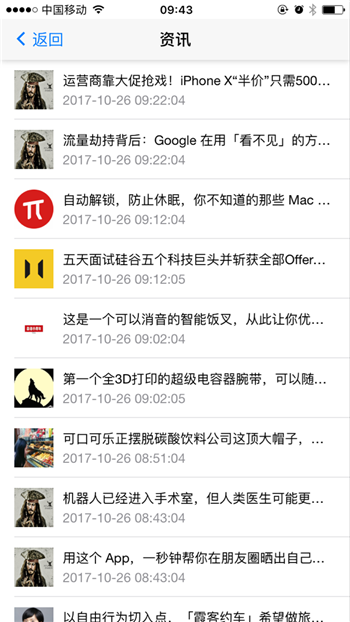 中国移动 09:43
返回 资讯
运营商靠大促抢戏！iPhone X“半价”只需500…
2017-10-26 09:22:04
流量劫持背后：Google 在用「看不见」的方…
2017-10-26 09:22:04
自动解锁，防止休眠，你不知道的那些 Mac …
2017-10-26 09:12:04
五天面试硅谷五个科技巨头并斩获全部Offer…
2017-10-26 09:12:05
这是一个可以消音的智能饭叉，从此让你优…
2017-10-26 09:02:04
第一个全3D打印的超级电容器腕带，可以随…
2017-10-26 09:02:05
可口可乐正摆脱碳酸饮料公司这顶大帽子，…
2017-10-26 08:51:04
机器人已经进入手术室，但人类医生可能更…
2017-10-26 08:43:04
用这个 App，一秒钟帮你在朋友圈晒出自己…
2017-10-26 08:43:04
以自由行为切入点，「霞客约车」希望做旅…